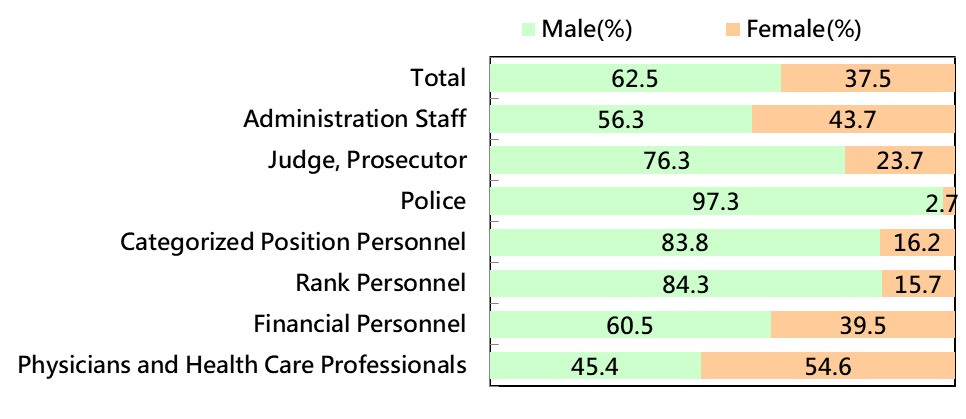 Male(%) Female(%)
Total 62.5 37.5
Administration Staff 56.3 43.7
Judge, Prosecutor 76.3 23.7
Police 97.3 2.7
Categorized Position Personnel 83.8 16.2
Rank Personnel 84.3 15.7
Financial Personnel 60.5 39.5
Physicians and Health Care Professionals 45.4 54.6